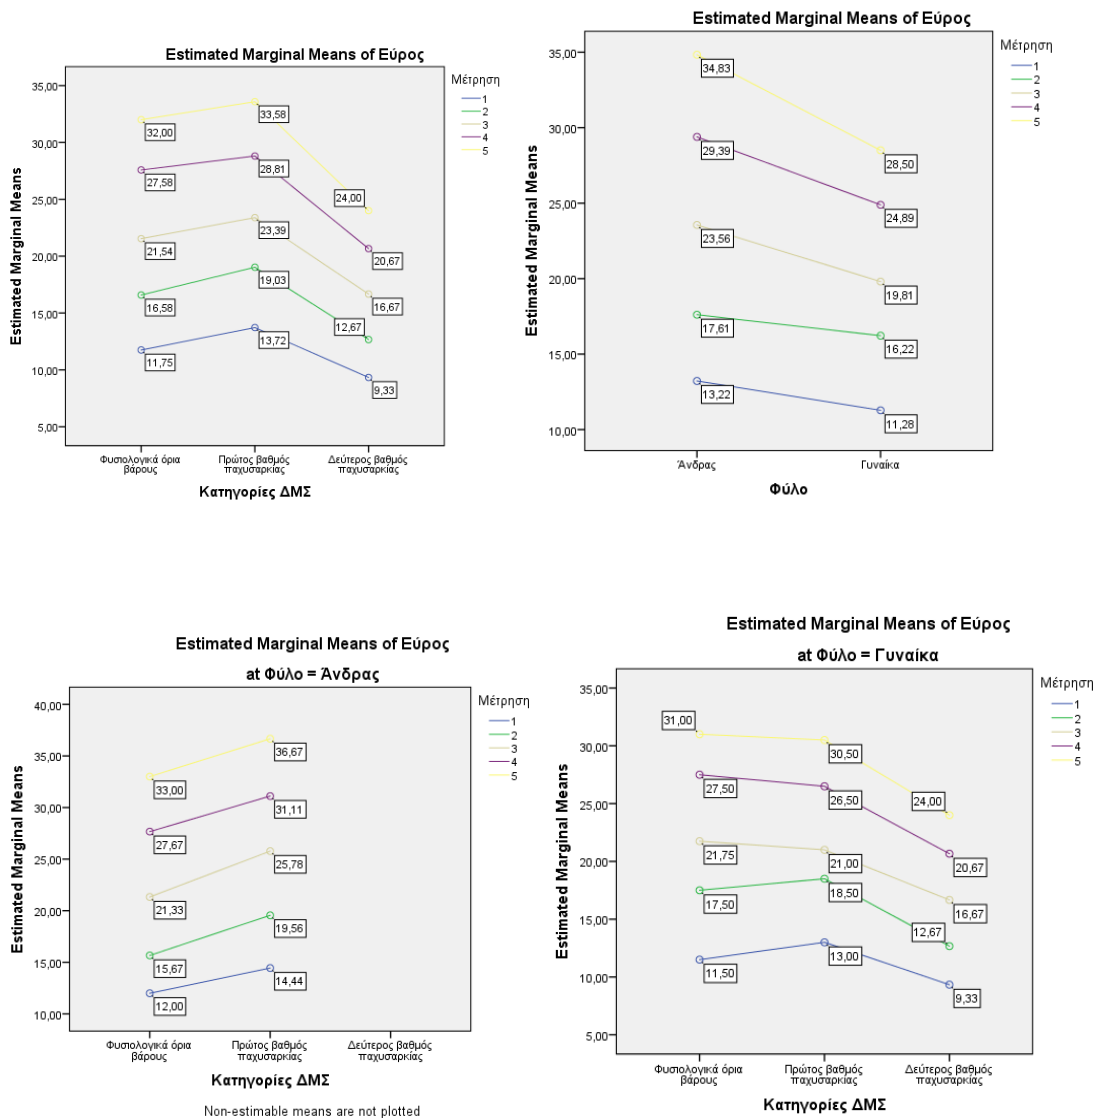 Estimated Marginal Means of Εύρος
Μέτρηση
1
2
3
4
5
Estimated Marginal Means
35,00
30,00
25,00
20,00
15,00
10,00
5,00
32,00
33,58
24,00
27,58
28,81
20,67
21,54
23,39
16,67
16,58
19,03
12,67
11,75
13,72
9,33
Φυσιολογικά όρια
βάρους
Πρώτος βαθμός
παχυσαρκίας
Δεύτερος βαθμός
παχυσαρκίας
Κατηγορίες ΔΜΣ
Estimated Marginal Means of Εύρος
Μέτρηση
1
2
3
4
5
Estimated Marginal Means
35,00
30,00
25,00
20,00
15,00
10,00
34,83
28,50
29,39
24,89
23,56
19,81
17,61
16,22
13,22
11,28
Άνδρας
Γυναίκα
Φύλο
Estimated Marginal Means of Εύρος
at Φύλο = Άνδρας
Μέτρηση
1
2
3
4
5
Estimated Marginal Means
40,00
35,00
30,00
25,00
20,00
15,00
10,00
33,00
36,67
27,67
31,11
21,33
25,78
15,67
19,56
12,00
14,44
Φυσιολογικά όρια
βάρους
Πρώτος βαθμός
παχυσαρκίας
Δεύτερος βαθμός
παχυσαρκίας
Κατηγορίες ΔΜΣ
Non-estimable means are not plotted
Estimated Marginal Means of Εύρος
at Φύλο = Γυναίκα
Μέτρηση
1
2
3
4
5
Estimated Marginal Means
35,00
30,00
25,00
20,00
15,00
10,00
5,00
31,00
30,50
24,00
27,50
26,50
20,67
21,75
21,00
16,67
17,50
18,50
12,67
11,50
13,00
9,33
Φυσιολογικά όρια
βάρους
Πρώτος βαθμός
παχυσαρκίας
Δεύτερος βαθμός
παχυσαρκίας
Κατηγορίες ΔΜΣ